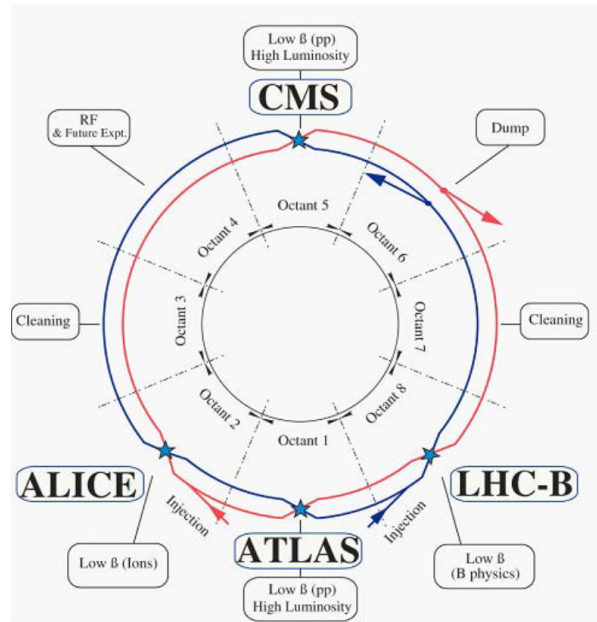 Low ß (pp)
High Luminosity
CMS
RF
& Future Expt.
Dump
Octant 5
Octant 4
Octant 6
Cleaning
Octant 3
Octant 7
Cleaning
Octant 2
Octant 8
Octant 1
ALICE
LHC-B
Injection
Injection
ATLAS
Low ß (Ions)
Low ß
(B physics)
Low ß (pp)
High Luminosity